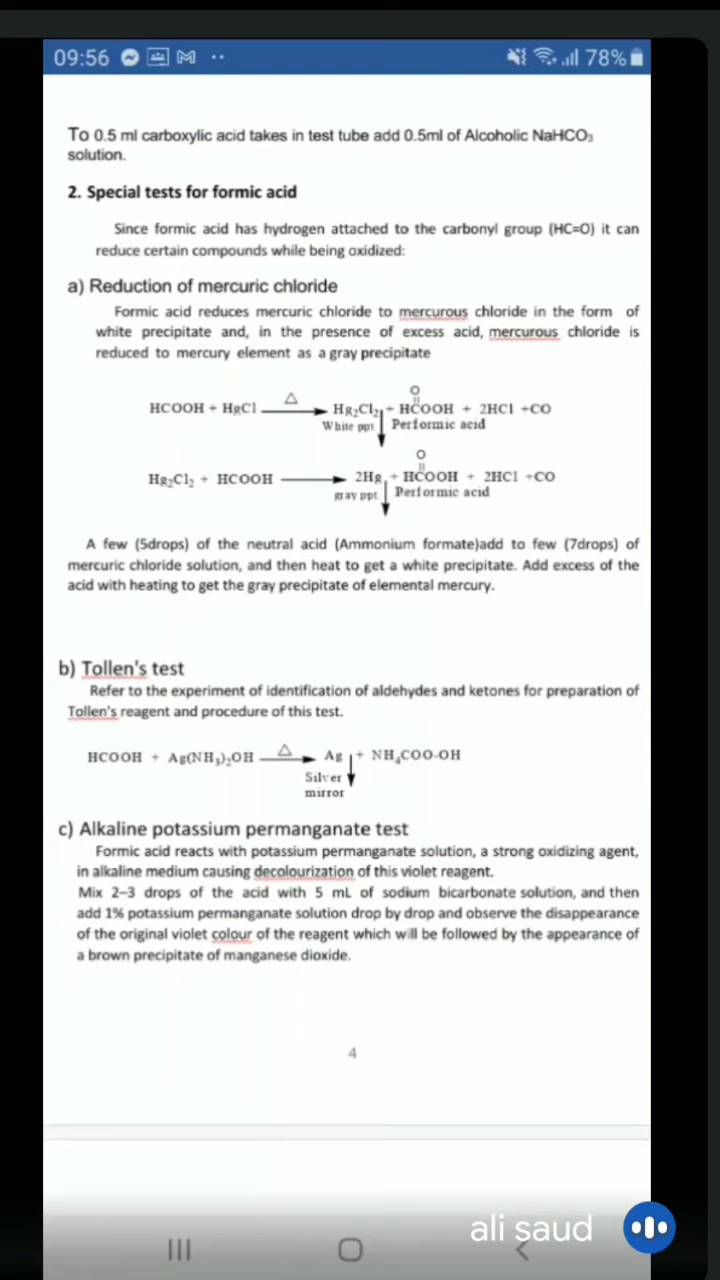 09:56
78%
To 0.5 ml carboxylic acid takes in test tube add 0.5ml of Alcoholic NaHCO₃
solution.
2. Special tests for formic acid
Since formic acid has hydrogen attached to the carbonyl group (HC=O) it can
reduce certain compounds while being oxidized:
a) Reduction of mercuric chloride
Formic acid reduces mercuric chloride to mercurous chloride in the form of
white precipitate and, in the presence of excess acid, mercurous chloride is
reduced to mercury element as a gray precipitate
O
HCOOH + HgCl △ → Hg₂Cl₂↓ + HCOOH + 2HCl +CO
White ppt Performic acid
O
Hg₂Cl₂ + HCOOH → 2Hg↓ + HCOOH + 2HCl +CO
gray ppt Performic acid
A few (5drops) of the neutral acid (Ammonium formate)add to few (7drops) of
mercuric chloride solution, and then heat to get a white precipitate. Add excess of the
acid with heating to get the gray precipitate of elemental mercury.
b) Tollen's test
Refer to the experiment of identification of aldehydes and ketones for preparation of
Tollen's reagent and procedure of this test.
HCOOH + Ag(NH₃)₂OH △ → Ag↓ + NH₄COO-OH
Silver
mirror
c) Alkaline potassium permanganate test
Formic acid reacts with potassium permanganate solution, a strong oxidizing agent,
in alkaline medium causing decolourization of this violet reagent.
Mix 2–3 drops of the acid with 5 mL of sodium bicarbonate solution, and then
add 1% potassium permanganate solution drop by drop and observe the disappearance
of the original violet colour of the reagent which will be followed by the appearance of
a brown precipitate of manganese dioxide.
4
ali saud